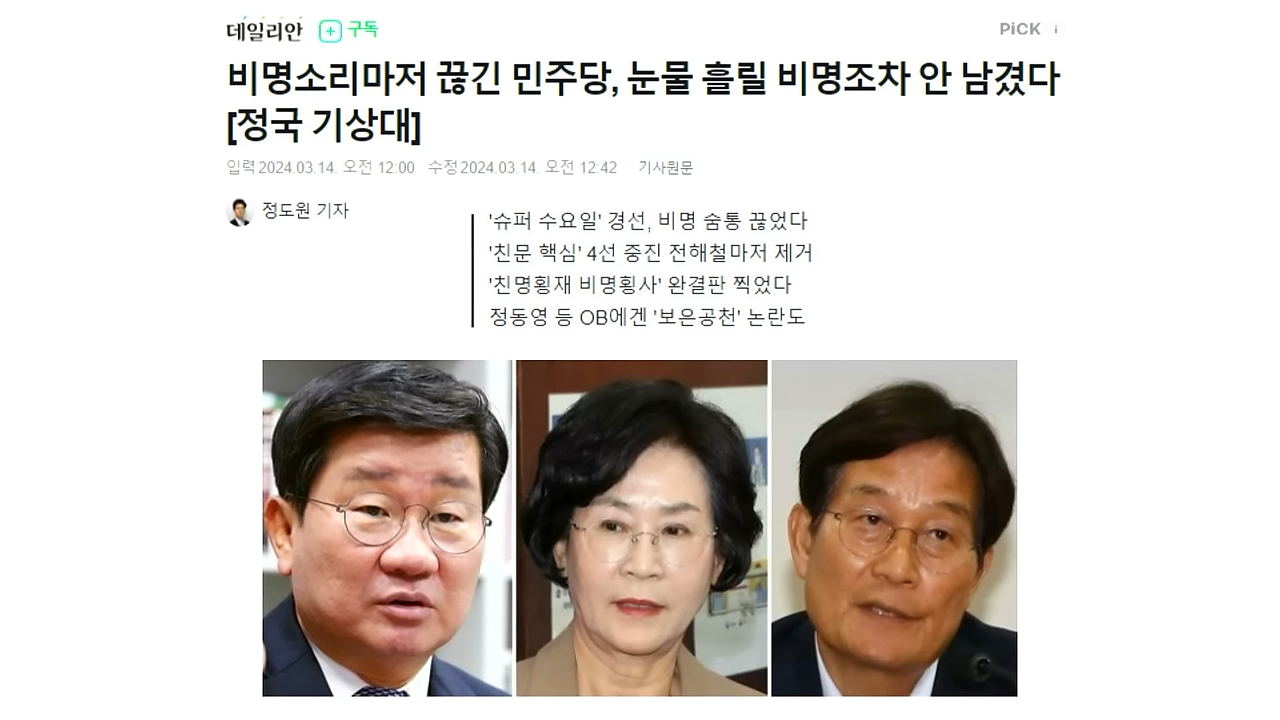 데일리안 구독
PiCK
비명소리마저 끊긴 민주당, 눈물 흘릴 비명조차 안 남겼다
[정국 기상대]
입력 2024.03.14. 오전 12:00 수정 2024.03.14. 오전 12:42 기사원문
정도원 기자
'슈퍼 수요일' 경선, 비명 숨통 끊었다
'친문 핵심' 4선 중진 전해철마저 제거
'친명횡재 비명횡사' 완결판 찍었다
정동영 등 OB에겐 '보은공천' 논란도